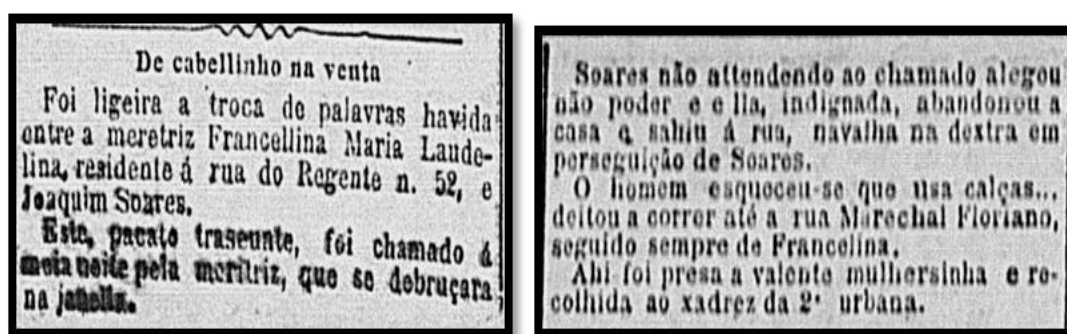 De cabellinho na venta
Foi ligeira a troca de palavras havida
entre a meretriz Francellina Maria Laude-
lina, residente á rua do Regente n. 52, e
Joaquim Soares.
Este, pacato traseunte, foi chamado á
meia noite pela meritriz, que se debruçara
na janella.
Soares não attendendo ao chamado alegou
não poder e e lla, indignada, abandonou a
casa e sahiu á rua, navalha na dextra em
perseguição de Soares.
O homem esqueceu-se que usa calças...
deitou a correr até a rua Marechal Floriano,
seguido sempre de Francelina.
Ahi foi presa a valente mulhersinha e re-
colhida ao xadrez da 2ª urbana.